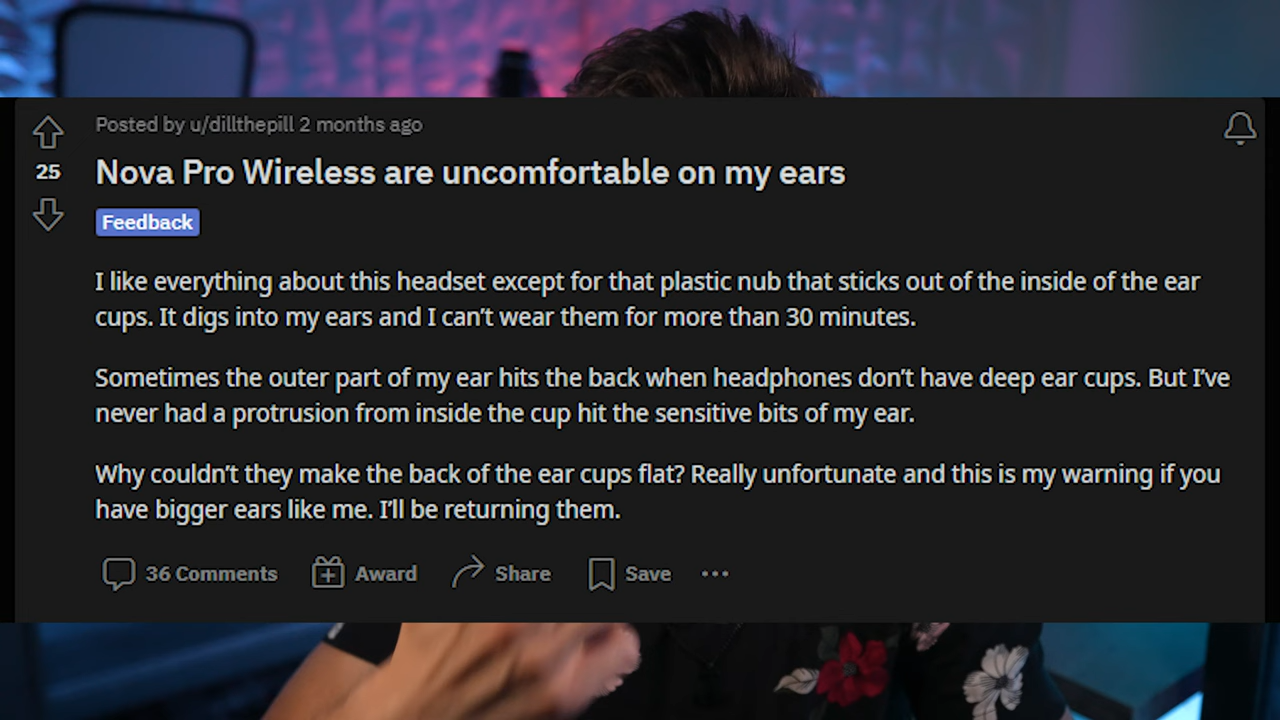 Posted by u/dillthepill 2 months ago
25
Nova Pro Wireless are uncomfortable on my ears
Feedback
I like everything about this headset except for that plastic nub that sticks out of the inside of the ear
cups. It digs into my ears and I can't wear them for more than 30 minutes.
Sometimes the outer part of my ear hits the back when headphones don't have deep ear cups. But I've
never had a protrusion from inside the cup hit the sensitive bits of my ear.
Why couldn't they make the back of the ear cups flat? Really unfortunate and this is my warning if you
have bigger ears like me. I'll be returning them.
36 Comments Award Share Save